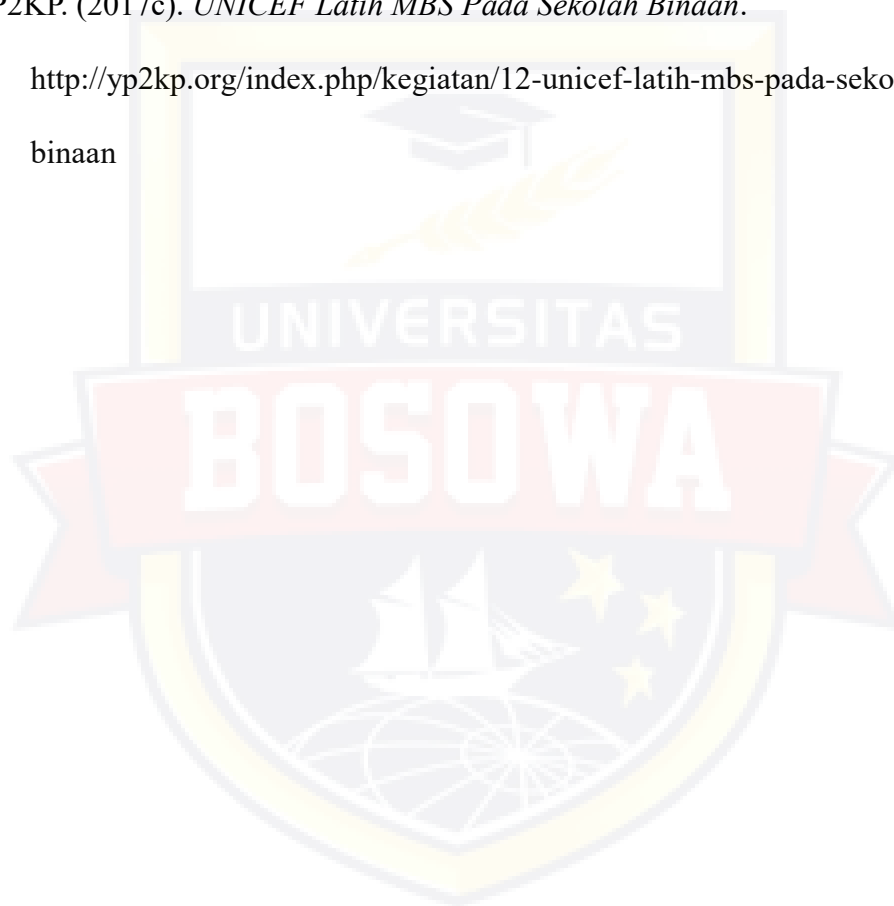 P2KP. (2017c). UNICEF Latih MBS Pada Sekolah Binaan.
http://yp2kp.org/index.php/kegiatan/12-unicef-latih-mbs-pada-seko
binaan
UNIVERSITAS
BOSOWA